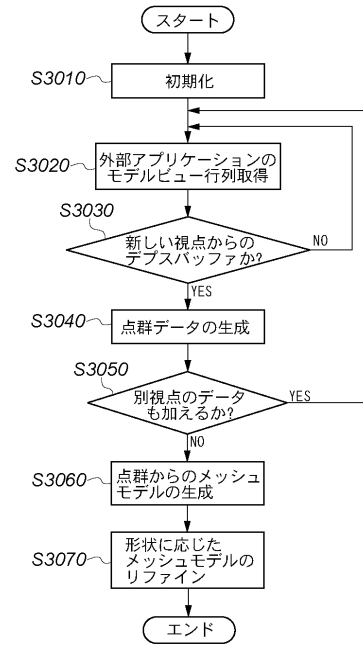 スタート
S3010
初期化
S3020
外部アプリケーションの
モデルビュー行列取得
S3030
新しい視点からの
デプスバッファか?
NO
YES
S3040
点群データの生成
S3050
別視点のデータ
も加えるか?
YES
NO
S3060
点群からのメッシュ
モデルの生成
S3070
形状に応じた
メッシュモデルの
リファイン
エンド